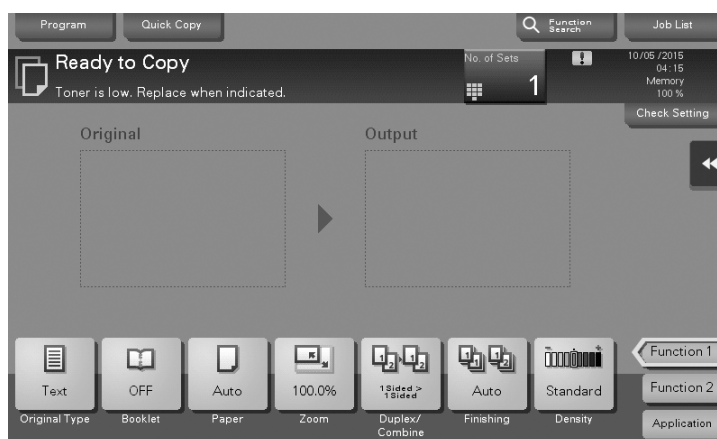 Program
Quick Copy
Function
Search
Job List
Ready to Copy
Toner is low. Replace when indicated.
No. of Sets
1
10/05 /2015
04:15
Memory
100 %
Check Setting
Original
Output
Text
OFF
Auto
100.0%
1Sided >
1Sided
Auto
Standard
Original Type
Booklet
Paper
Zoom
Duplex/
Combine
Finishing
Density
Function 1
Function 2
Application